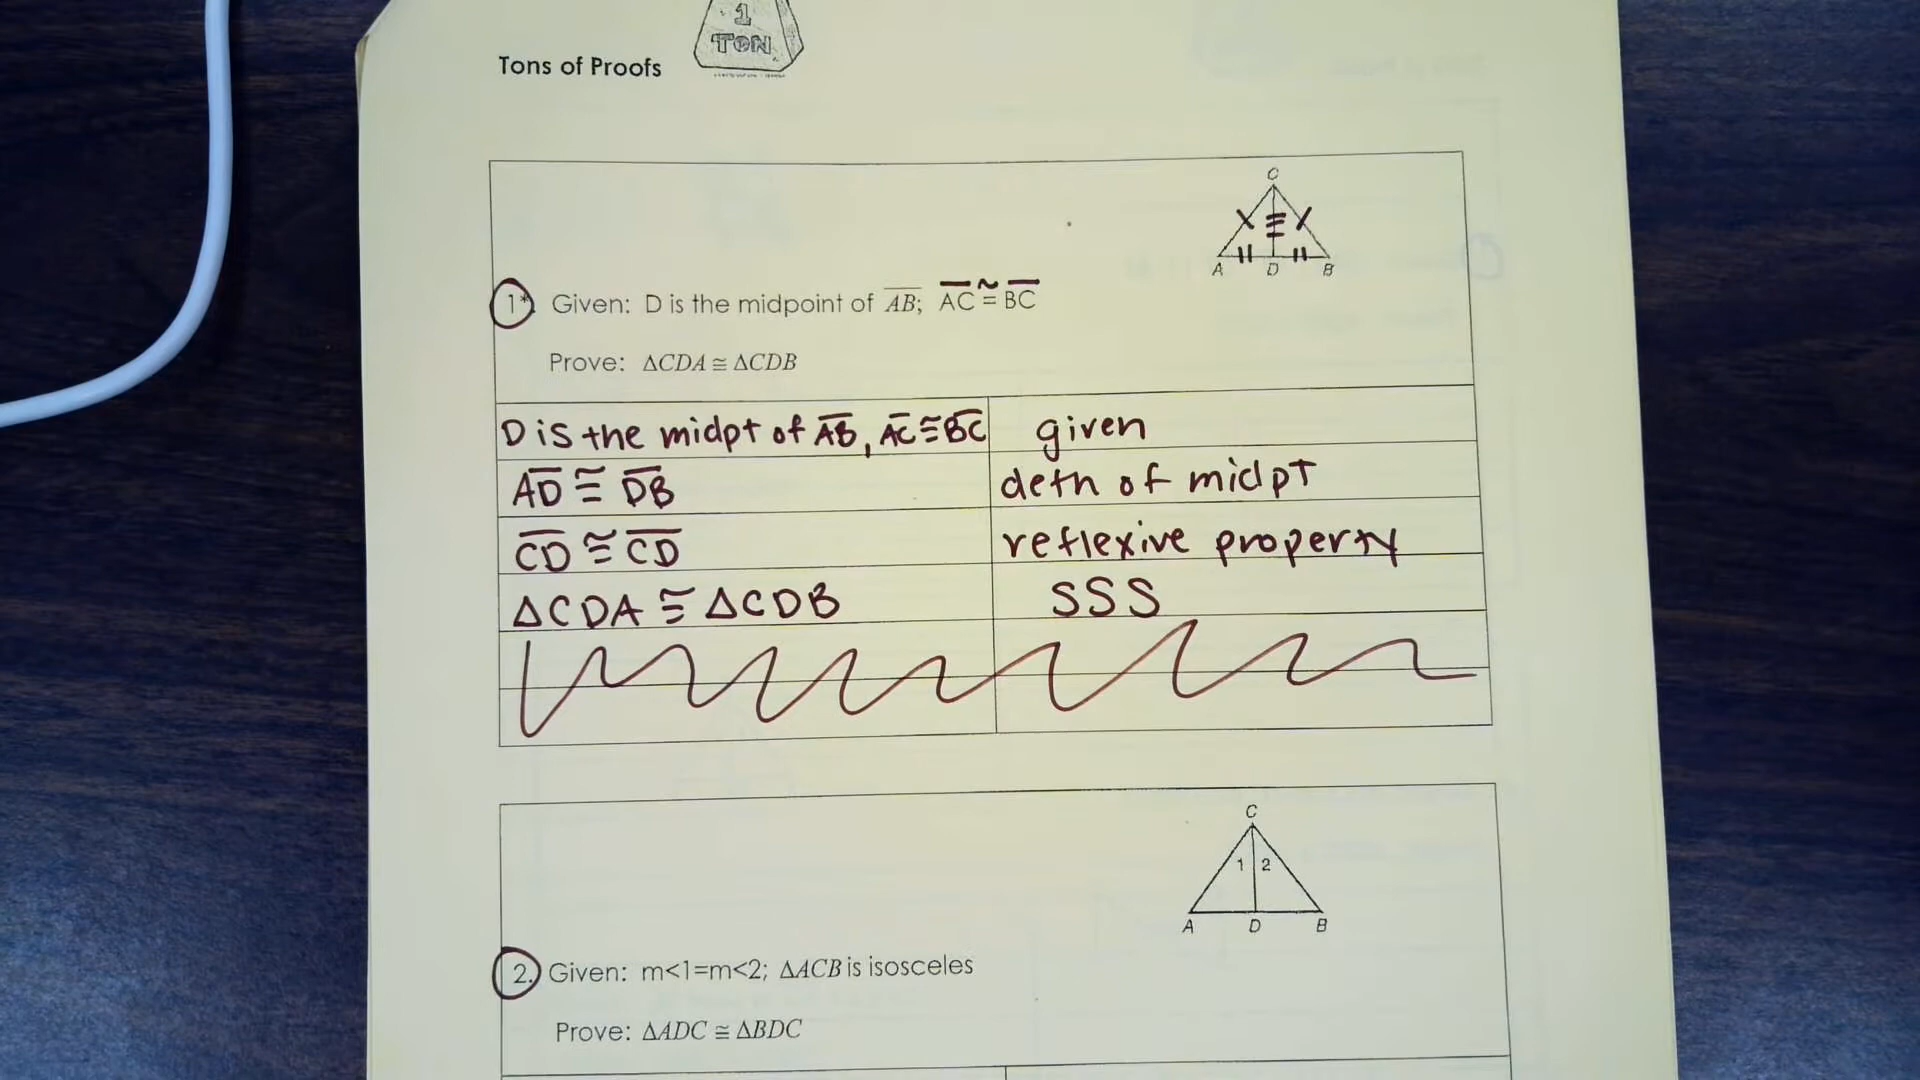 1
TON
Tons of Proofs
C
A D B
1* Given: D is the midpoint of AB; AC ≅ BC
Prove: ΔCDA ≅ ΔCDB
D is the midpt of AB, AC ≅ BC given
AD ≅ DB defn of midpt
CD ≅ CD reflexive property
ΔCDA ≅ ΔCDB SSS
C
1 2
A D B
2. Given: m<1=m<2; ΔACB is isosceles
Prove: ΔADC ≅ ΔBDC